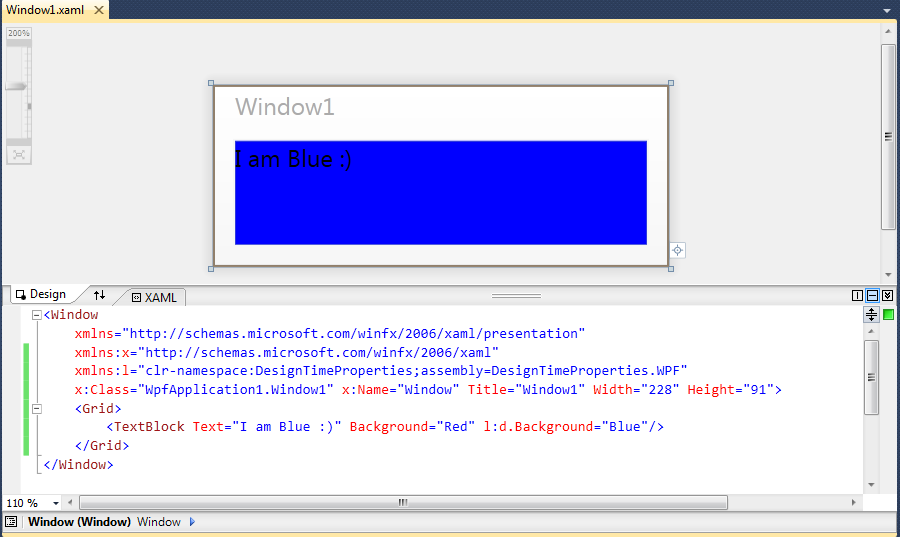 Window1.xaml
200%
Window1
I am Blue :)
Design
XAML
<Window
xmlns="http://schemas.microsoft.com/winfx/2006/xaml/presentation"
xmlns:x="http://schemas.microsoft.com/winfx/2006/xaml"
xmlns:l="clr-namespace:DesignTimeProperties;assembly=DesignTimeProperties.WPF"
x:Class="WpfApplication1.Window1" x:Name="Window" Title="Window1" Width="228" Height="91">
<Grid>
<TextBlock Text="I am Blue :)" Background="Red" l:d.Background="Blue"/>
</Grid>
</Window>
110 %
Window (Window) Window